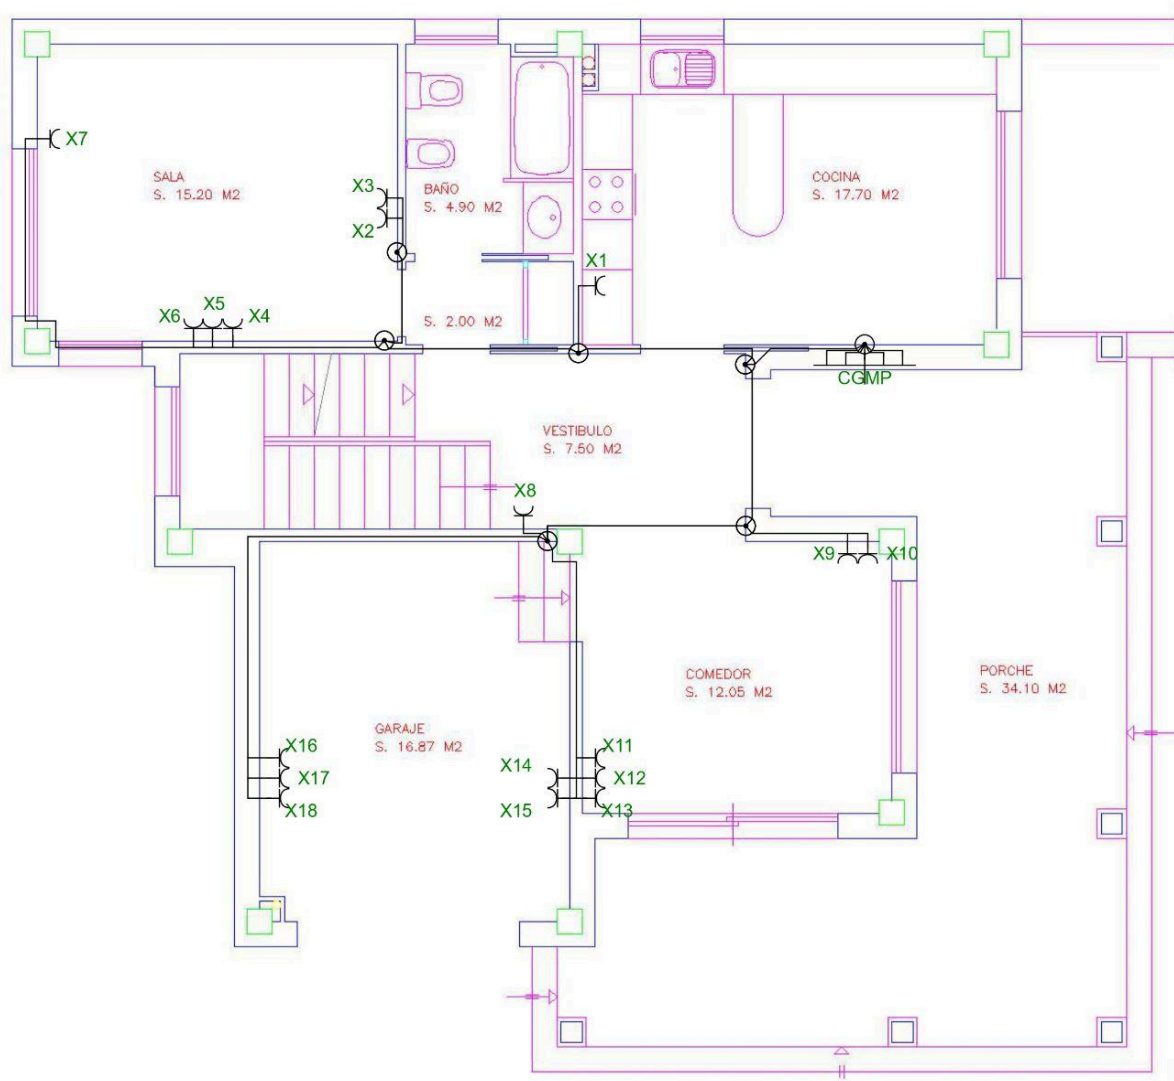 X7
SALA
S. 15.20 M2
X3
X2
BAÑO
S. 4.90 M2
COCINA
S. 17.70 M2
X1
X6
X5
X4
S. 2.00 M2
CGMP
VESTIBULO
S. 7.50 M2
X8
X9
X10
COMEDOR
S. 12.05 M2
PORCHE
S. 34.10 M2
GARAJE
S. 16.87 M2
X16
X17
X18
X14
X15
X11
X12
X13